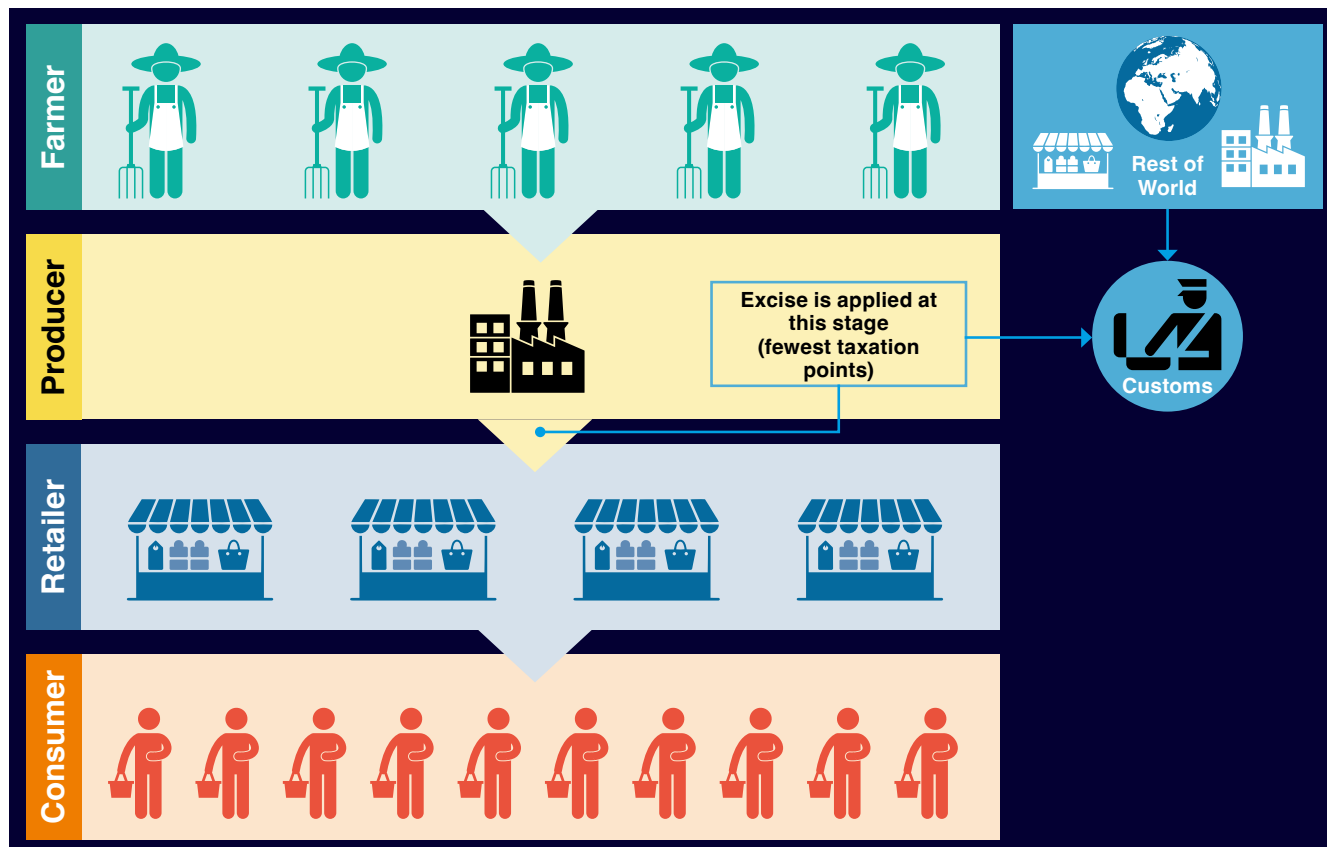 Farmer
Rest of
World
Producer
Excise is applied at
this stage
(fewest taxation
points)
Customs
Retailer
Consumer